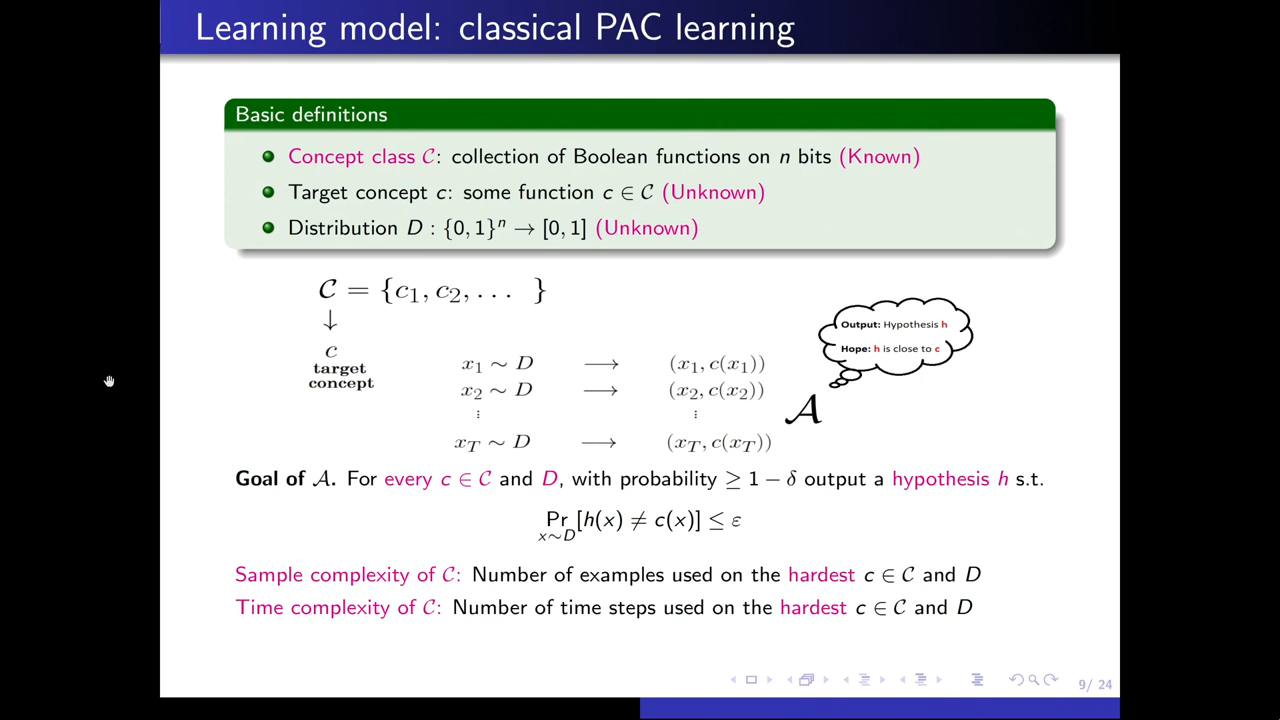 Learning model: classical PAC learning
Basic definitions
Concept class 𝒞: collection of Boolean functions on n bits (Known)
Target concept c: some function c ∈ 𝒞 (Unknown)
Distribution D : {0, 1}ⁿ → [0, 1] (Unknown)
𝒞 = {c₁, c₂, . . . }
↓
c
target
concept
x₁ ∼ D ⟶ (x₁, c(x₁))
x₂ ∼ D ⟶ (x₂, c(x₂))
⋮ ⋮
x_T ∼ D ⟶ (x_T, c(x_T))
Output: Hypothesis h
Hope: h is close to c
𝒜
Goal of 𝒜. For every c ∈ 𝒞 and D, with probability ≥ 1 − δ output a hypothesis h s.t.
Pr[h(x) ≠ c(x)] ≤ ε
x∼D
Sample complexity of 𝒞: Number of examples used on the hardest c ∈ 𝒞 and D
Time complexity of 𝒞: Number of time steps used on the hardest c ∈ 𝒞 and D
9/ 24